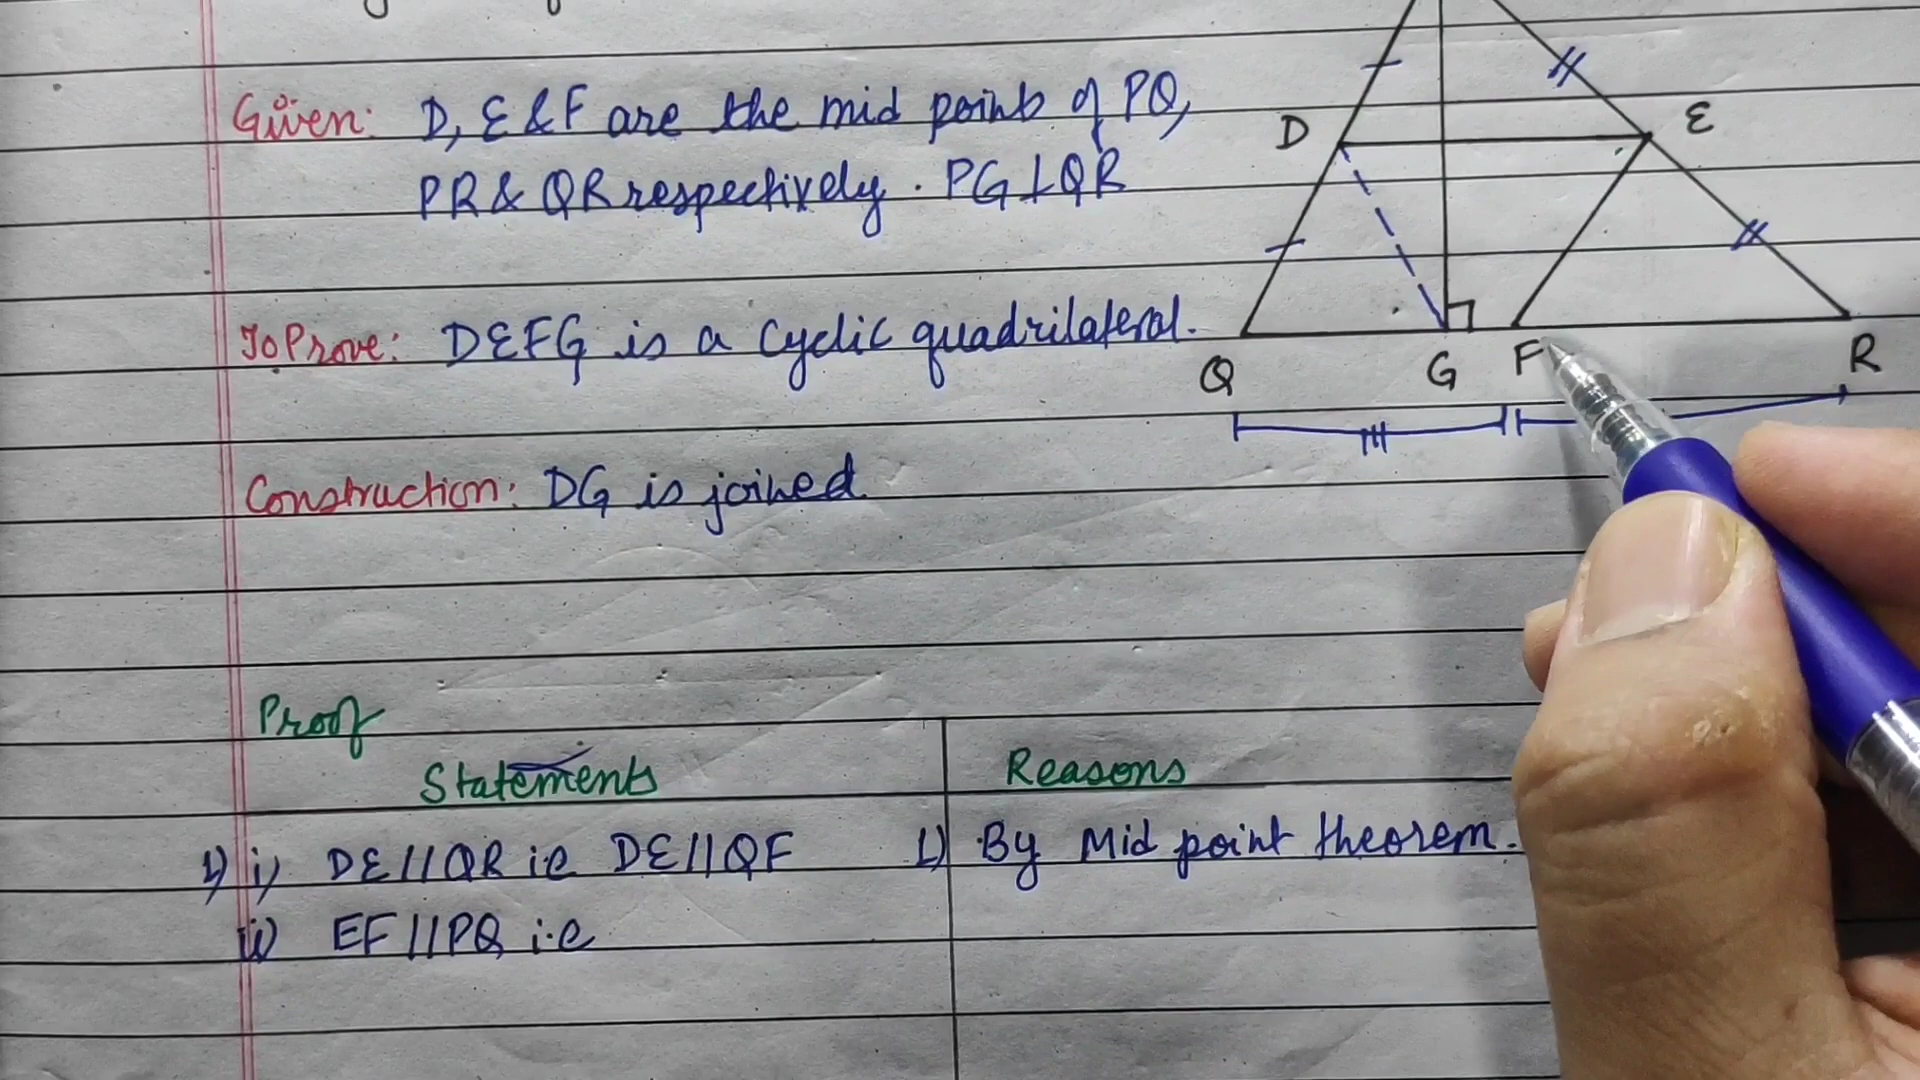 Given: D, E & F are the mid points of PQ,
PR & QR respectively. PG⊥QR
To Prove: DEFG is a cyclic quadrilateral.
Construction: DG is joined
D
E
Q
G
F
R
Proof
Statements
Reasons
1) i) DE//QR i.e DE//QF
1) By Mid point theorem.
ii) EF//PQ i.e